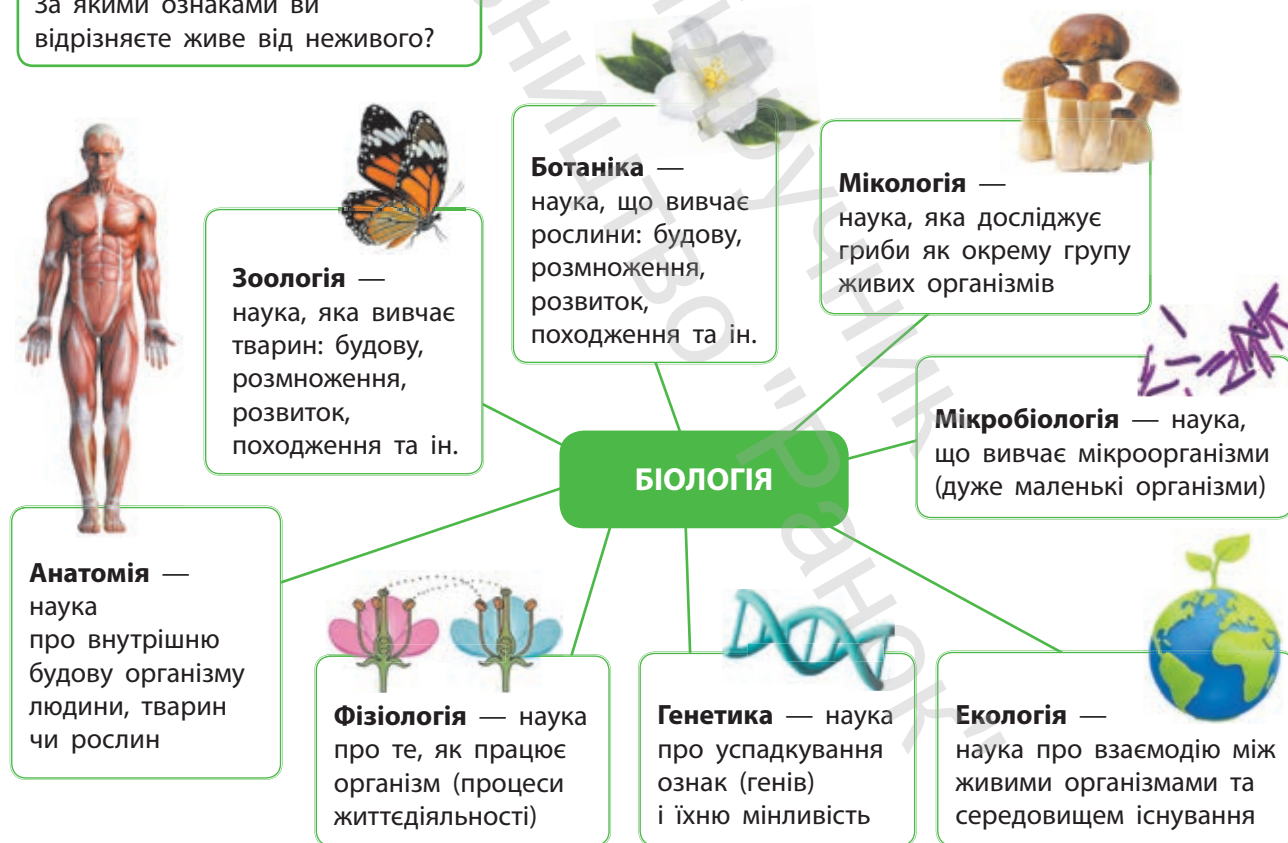 За якими ознаками ви
відрізняєте живе від неживого?
Ботаніка —
наука, що вивчає
рослини: будову,
розмноження,
розвиток,
походження та ін.
Мікологія —
наука, яка досліджує
гриби як окрему групу
живих організмів
Зоологія —
наука, яка вивчає
тварин: будову,
розмноження,
розвиток,
походження та ін.
Мікробіологія — наука,
що вивчає мікроорганізми
(дуже маленькі організми)
БІОЛОГІЯ
Анатомія —
наука
про внутрішню
будову організму
людини, тварин
чи рослин
Фізіологія — наука
про те, як працює
організм (процеси
життєдіяльності)
Генетика — наука
про успадкування
ознак (генів)
і їхню мінливість
Екологія —
наука про взаємодію між
живими організмами та
середовищем існування
"Ранок"